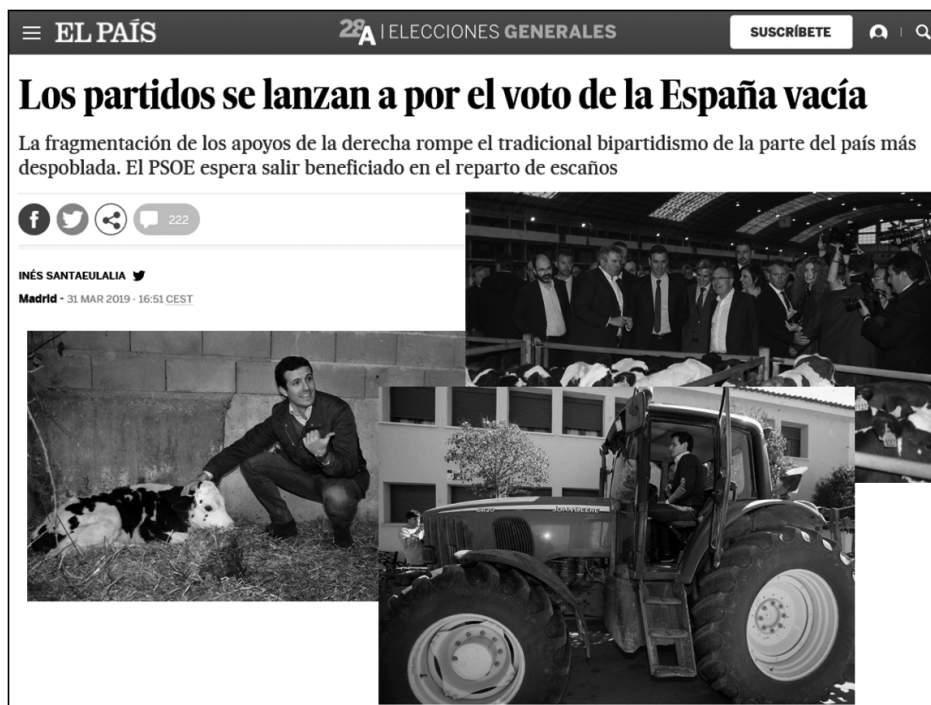 EL PAÍS
28A | ELECCIONES GENERALES
SUSCRÍBETE
Los partidos se lanzan a por el voto de la España vacía
La fragmentación de los apoyos de la derecha rompe el tradicional bipartidismo de la parte del país más
despoblada. El PSOE espera salir beneficiado en el reparto de escaños
222
INÉS SANTAEULALIA
Madrid - 31 MAR 2019 - 16:51 CEST
6820 JOHN DEERE